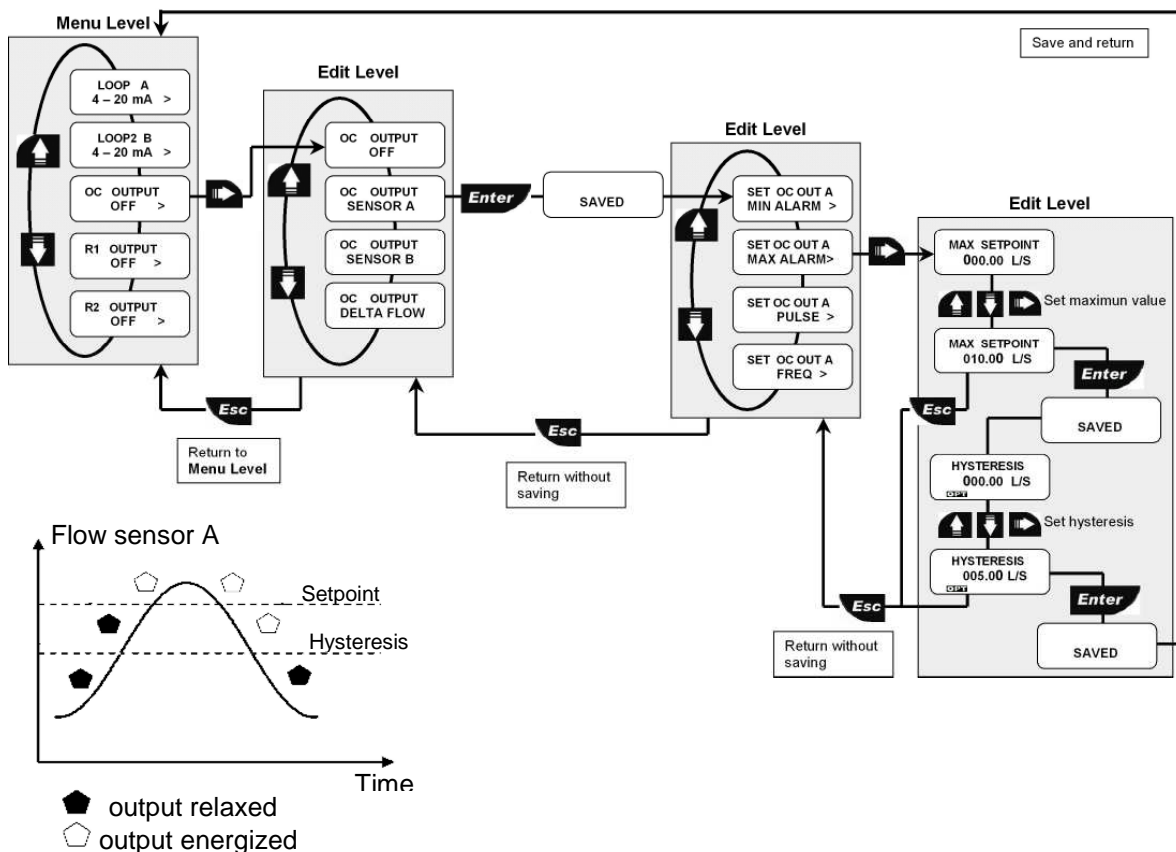 Menu Level
Save and return
LOOP A
4 – 20 mA >
LOOP2 B
4 – 20 mA >
OC OUTPUT
OFF >
R1 OUTPUT
OFF >
R2 OUTPUT
OFF >
Edit Level
OC OUTPUT
OFF
OC OUTPUT
SENSOR A
OC OUTPUT
SENSOR B
OC OUTPUT
DELTA FLOW
Enter
SAVED
Edit Level
SET OC OUT A
MIN ALARM >
SET OC OUT A
MAX ALARM>
SET OC OUT A
PULSE >
SET OC OUT A
FREQ >
Edit Level
MAX SETPOINT
000.00 L/S
Set maximun value
MAX SETPOINT
010.00 L/S
Enter
Esc
SAVED
HYSTERESIS
000.00 L/S
OPT
Set hysteresis
HYSTERESIS
005.00 L/S
OPT
Enter
SAVED
Esc
Return to
Menu Level
Esc
Return without
saving
Esc
Return without
saving
Flow sensor A
Setpoint
Hysteresis
Time
output relaxed
output energized